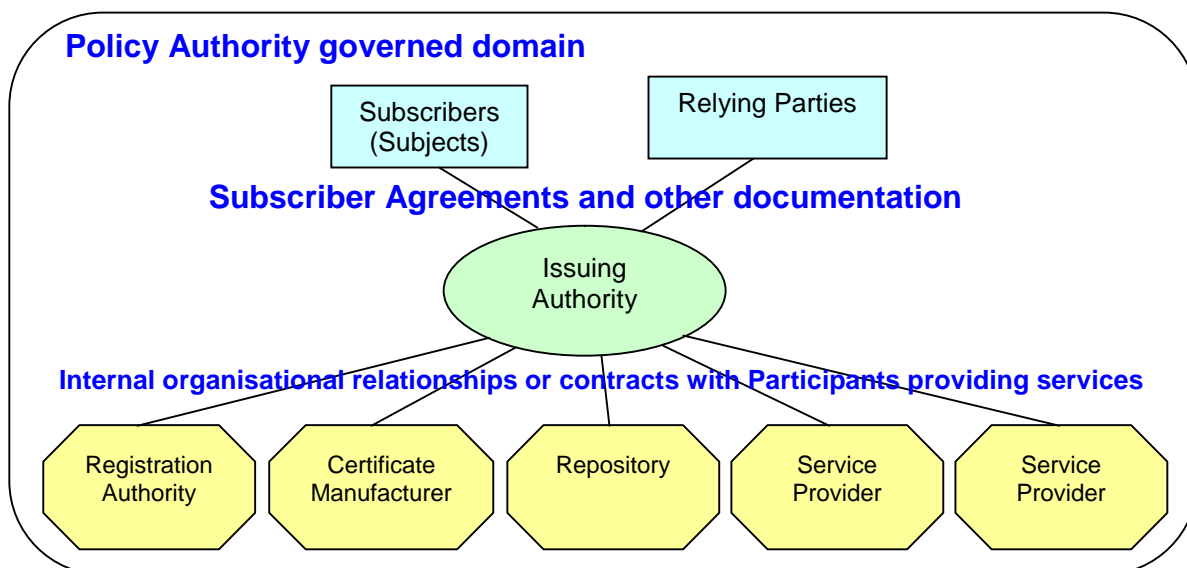 Policy Authority governed domain
Subscribers
(Subjects)
Relying Parties
Subscriber Agreements and other documentation
Issuing
Authority
Internal organisational relationships or contracts with Participants providing services
Registration
Authority
Certificate
Manufacturer
Repository
Service
Provider
Service
Provider